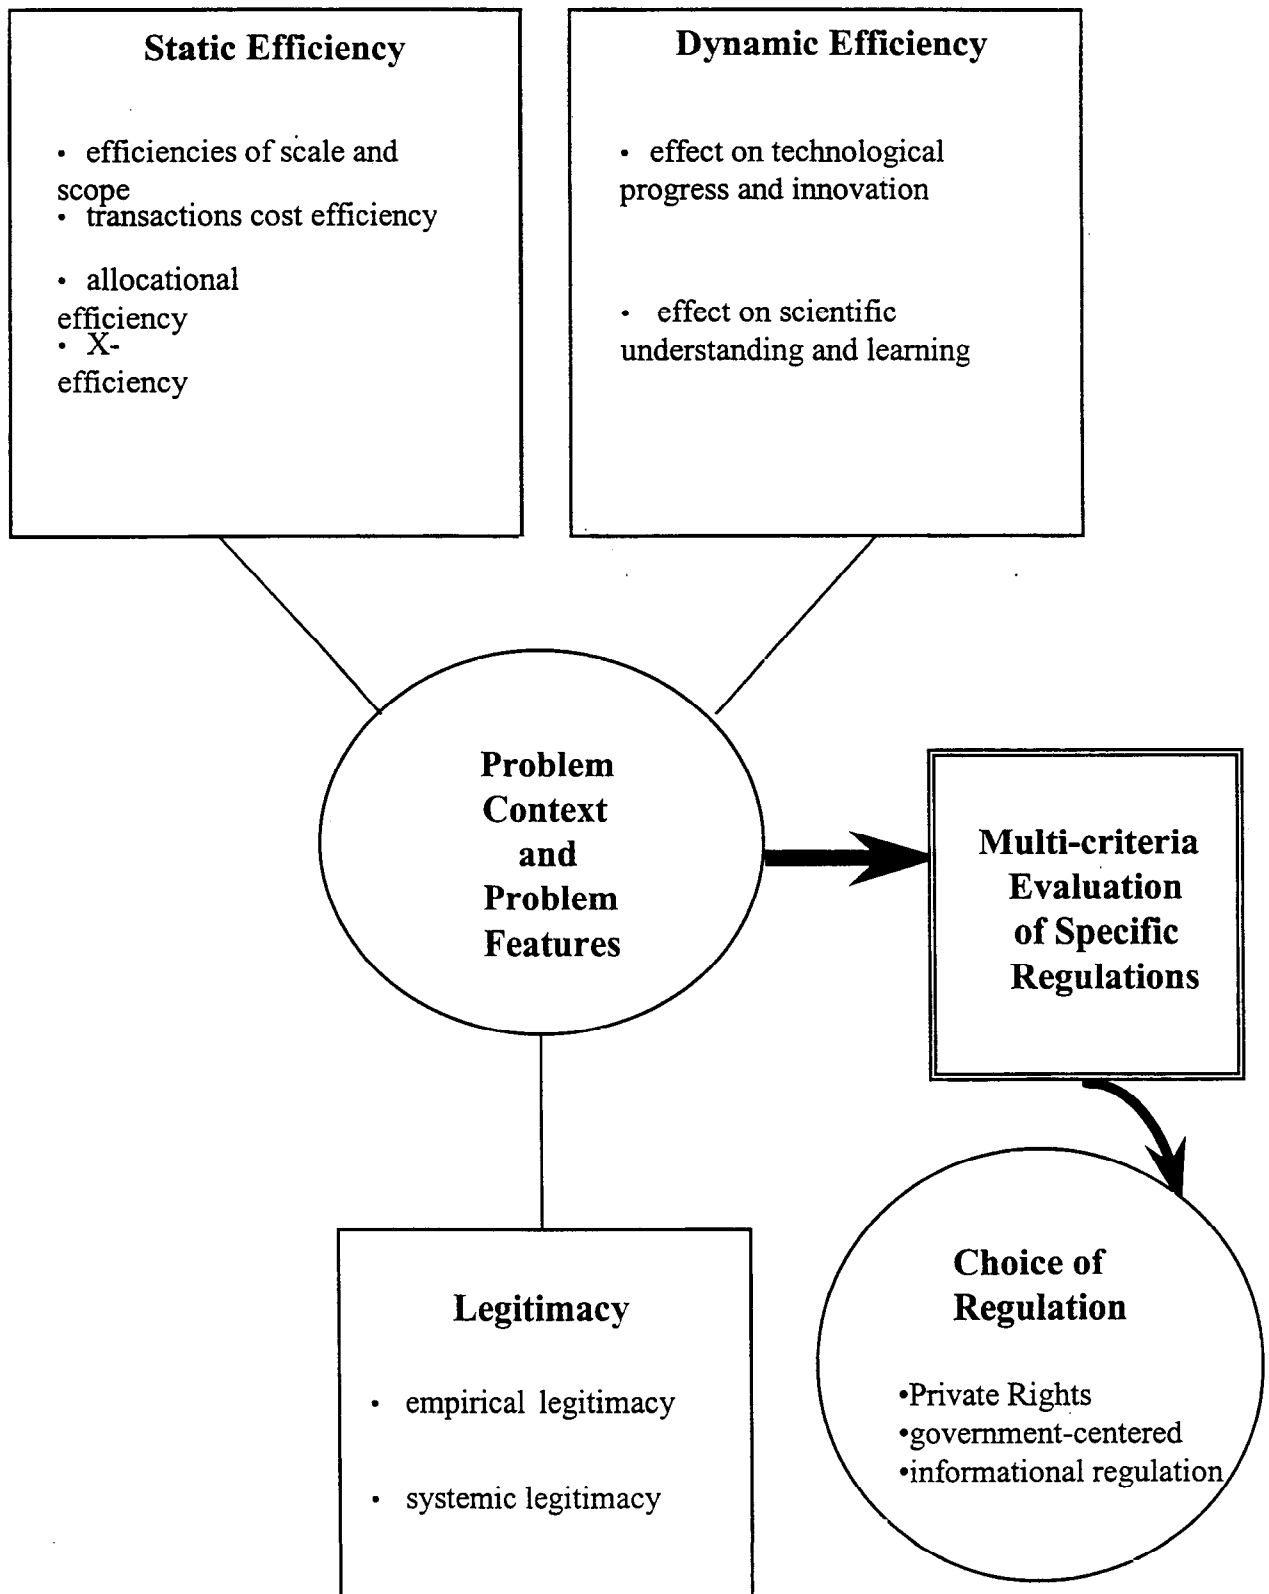 Static Efficiency
• efficiencies of scale and
scope
• transactions cost efficiency
• allocational
efficiency
• X-
efficiency
Dynamic Efficiency
• effect on technological
progress and innovation
• effect on scientific
understanding and learning
Problem
Context
and
Problem
Features
Multi-criteria
Evaluation
of Specific
Regulations
Legitimacy
• empirical legitimacy
• systemic legitimacy
Choice of
Regulation
•Private Rights
•government-centered
•informational regulation